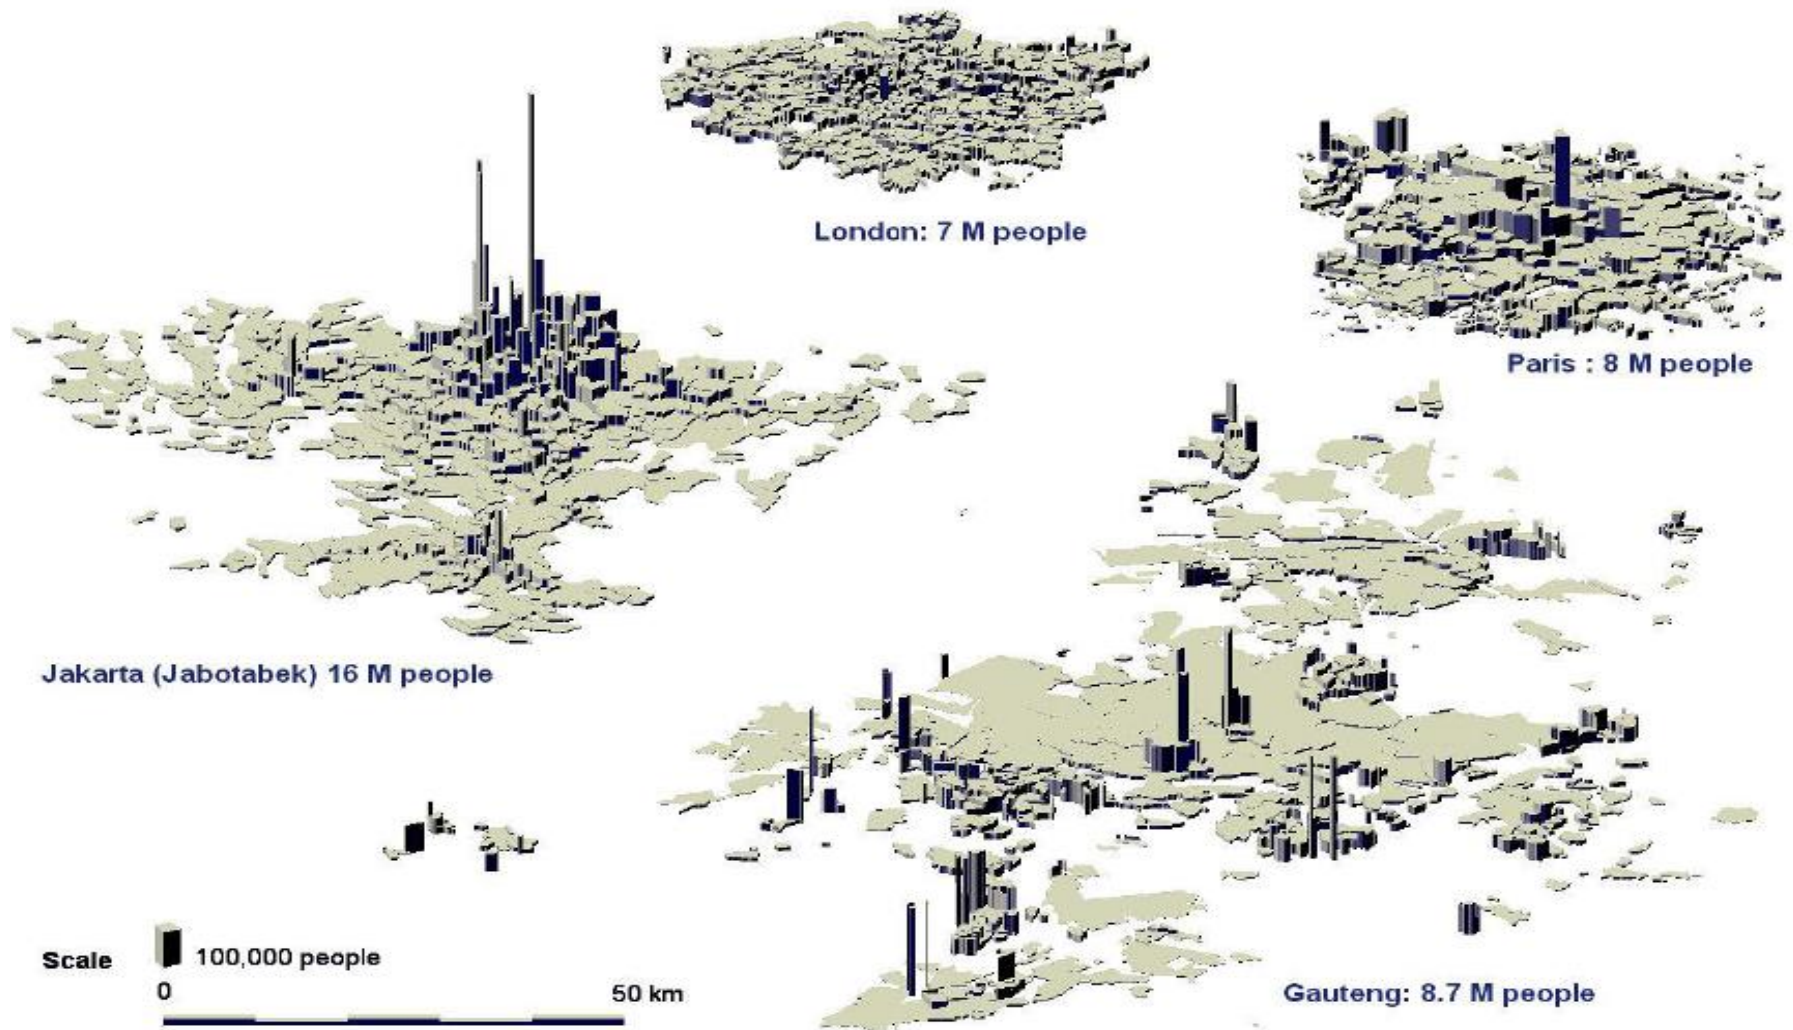 London: 7 M people
Paris : 8 M people
Jakarta (Jabotabek) 16 M people
Scale
100,000 people
0
50 km
Gauteng: 8.7 M people